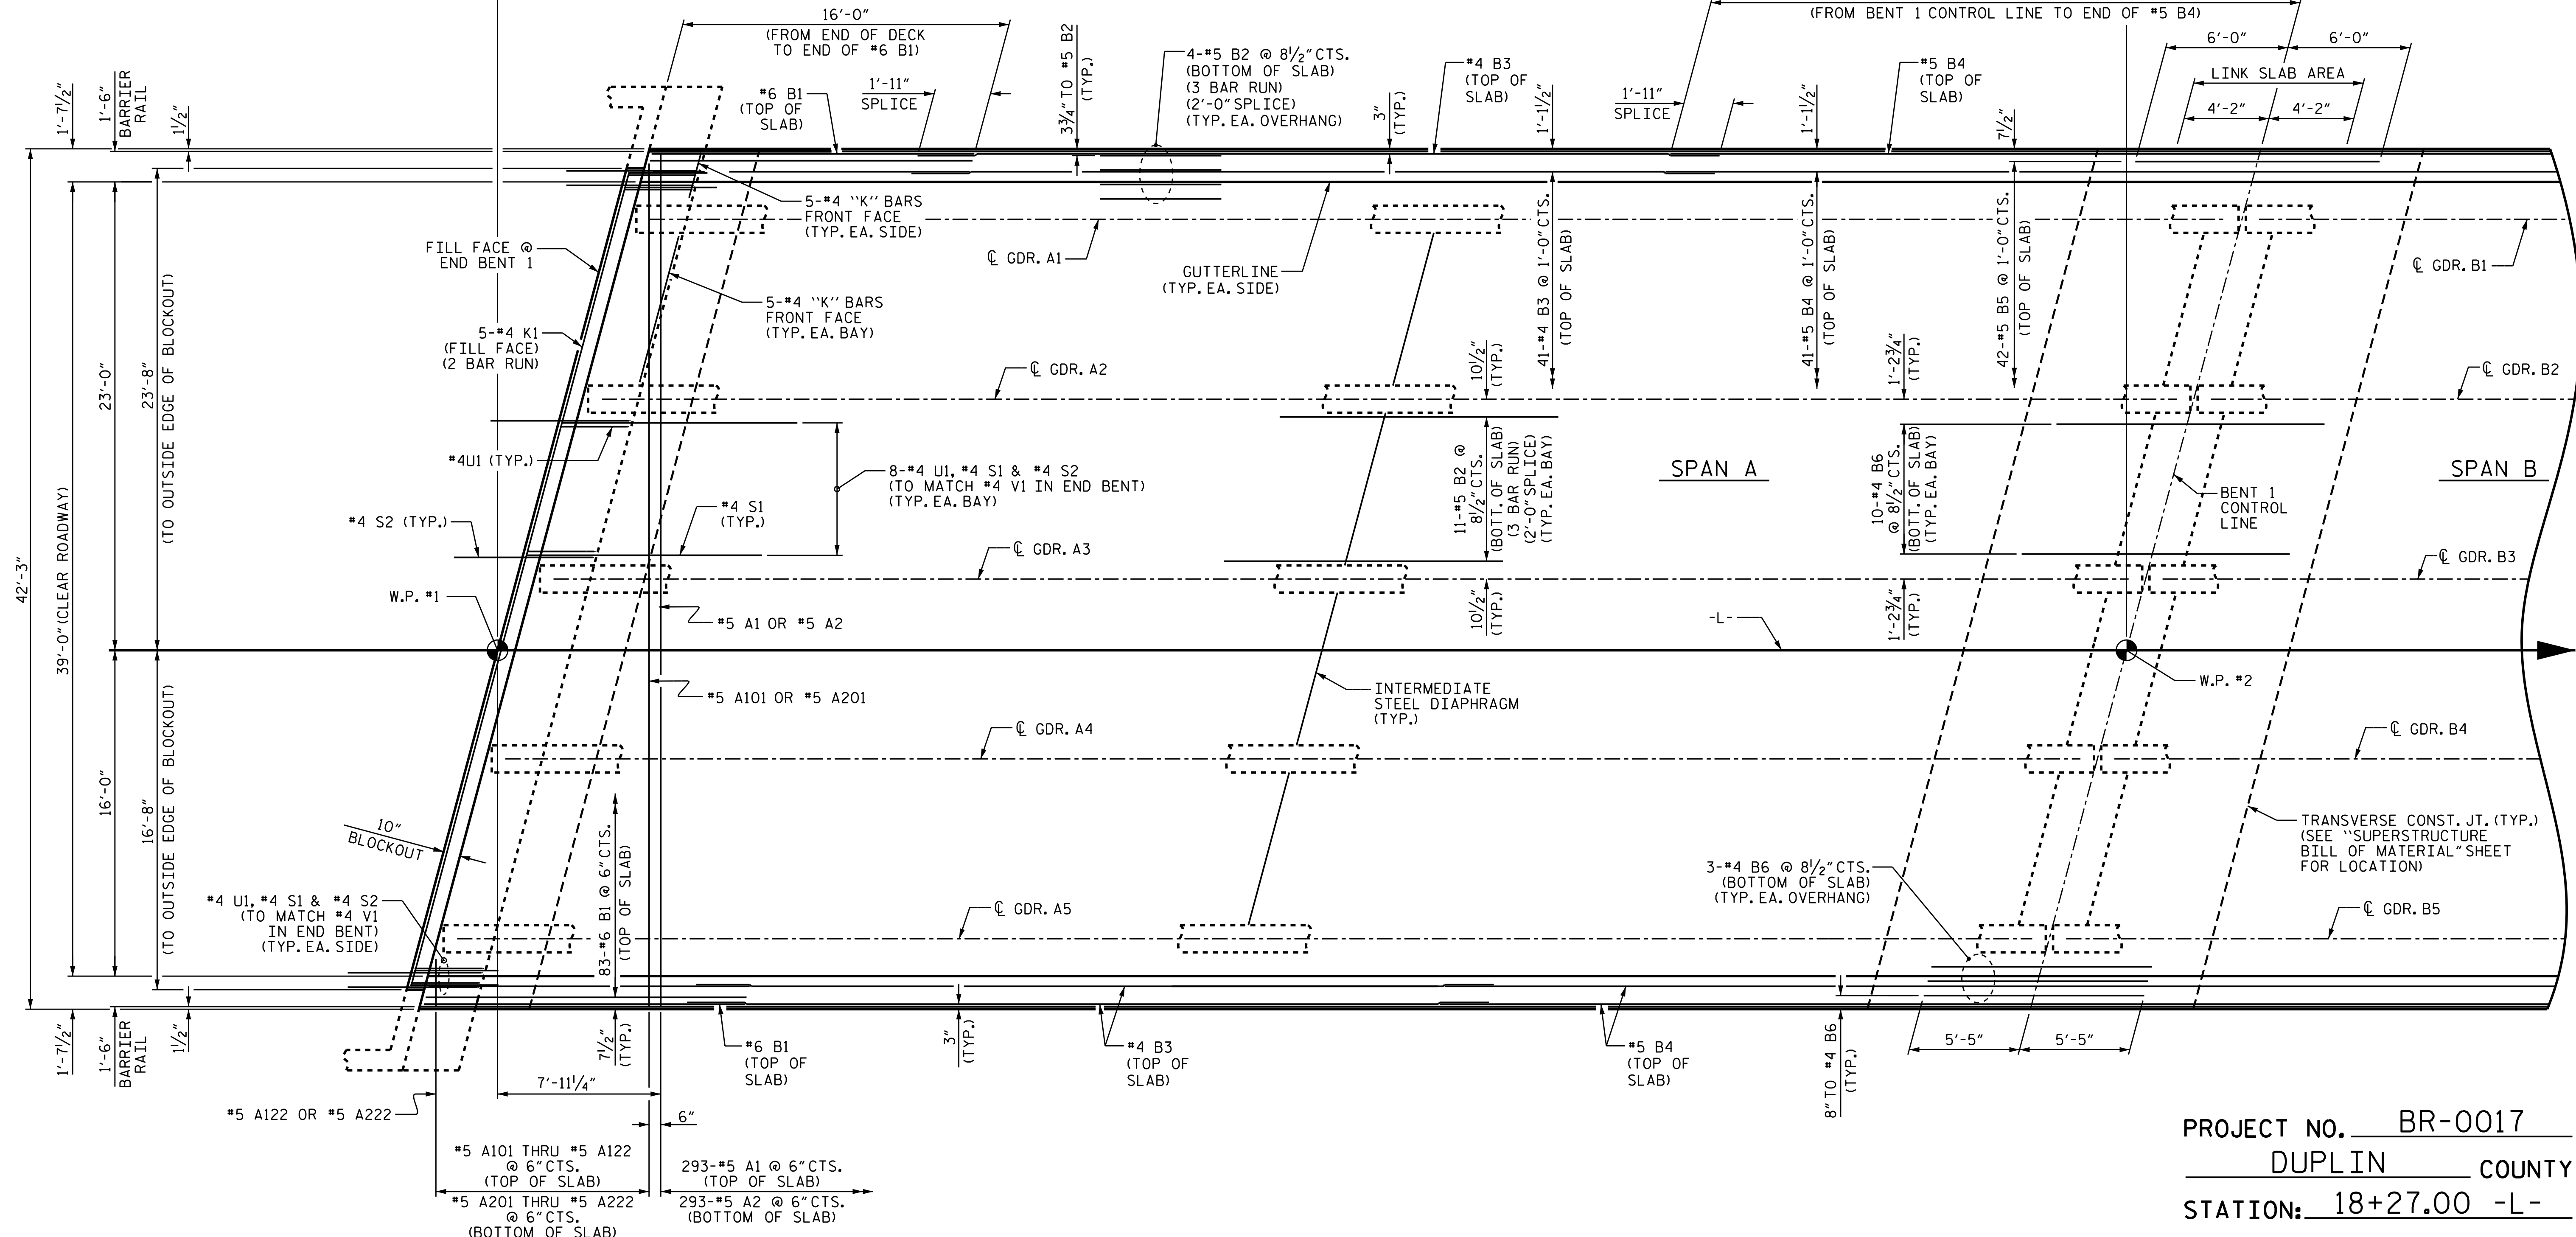 16'-0"
(FROM END OF DECK
TO END OF #6 B1)
(FROM BENT 1 CONTROL LINE TO END OF #5 B4)
6'-0"
6'-0"
LINK SLAB AREA
4'-2"
4'-2"
1'-7½"
1'-6"
BARRIER
RAIL
1½"
#6 B1
(TOP OF
SLAB)
1'-11"
SPLICE
3¾" TO #5 B2
(TYP.)
4-#5 B2 @ 8½" CTS.
(BOTTOM OF SLAB)
(3 BAR RUN)
(2'-0" SPLICE)
(TYP. EA. OVERHANG)
3"
(TYP.)
#4 B3
(TOP OF
SLAB)
1'-1½"
1'-11"
SPLICE
1'-1½"
#5 B4
(TOP OF
SLAB)
7½"
5-#4 "K" BARS
FRONT FACE
(TYP. EA. SIDE)
FILL FACE @
END BENT 1
℄ GDR. A1
GUTTERLINE
(TYP. EA. SIDE)
41-#4 B3 @ 1'-0" CTS.
(TOP OF SLAB)
41-#5 B4 @ 1'-0" CTS.
(TOP OF SLAB)
42-#5 B5 @ 1'-0" CTS.
(TOP OF SLAB)
℄ GDR. B1
5-#4 "K" BARS
FRONT FACE
(TYP. EA. BAY)
5-#4 K1
(FILL FACE)
(2 BAR RUN)
42'-3"
39'-0" (CLEAR ROADWAY)
23'-0"
23'-8"
(TO OUTSIDE EDGE OF BLOCKOUT)
℄ GDR. A2
10½"
(TYP.)
1'-2¾"
(TYP.)
℄ GDR. B2
#4U1 (TYP.)
8-#4 U1, #4 S1 & #4 S2
(TO MATCH #4 V1 IN END BENT)
(TYP. EA. BAY)
11-#5 B2 @
8½" CTS.
(BOTT. OF SLAB)
(3 BAR RUN)
(2'-0" SPLICE)
(TYP. EA. BAY)
SPAN A
10-#4 B6
@ 8½" CTS.
(BOTT. OF SLAB)
(TYP. EA. BAY)
SPAN B
BENT 1
CONTROL
LINE
#4 S2 (TYP.)
#4 S1
(TYP.)
℄ GDR. A3
℄ GDR. B3
W.P. #1
#5 A1 OR #5 A2
10½"
(TYP.)
1'-2¾"
(TYP.)
-L-
#5 A101 OR #5 A201
INTERMEDIATE
STEEL DIAPHRAGM
(TYP.)
W.P. #2
16'-0"
16'-8"
(TO OUTSIDE EDGE OF BLOCKOUT)
℄ GDR. A4
℄ GDR. B4
10"
BLOCKOUT
83-#6 B1 @ 6" CTS.
(TOP OF SLAB)
TRANSVERSE CONST. JT. (TYP.)
(SEE "SUPERSTRUCTURE
BILL OF MATERIAL" SHEET
FOR LOCATION)
3-#4 B6 @ 8½" CTS.
(BOTTOM OF SLAB)
(TYP. EA. OVERHANG)
#4 U1, #4 S1 & #4 S2
(TO MATCH #4 V1
IN END BENT)
(TYP. EA. SIDE)
℄ GDR. A5
℄ GDR. B5
1'-7½"
1'-6"
BARRIER
RAIL
1½"
7½"
(TYP.)
#6 B1
(TOP OF
SLAB)
3"
(TYP.)
#4 B3
(TOP OF
SLAB)
#5 B4
(TOP OF
SLAB)
8" TO #4 B6
(TYP.)
5'-5"
5'-5"
7'-11¼"
#5 A122 OR #5 A222
6"
#5 A101 THRU #5 A122
@ 6" CTS.
(TOP OF SLAB)
#5 A201 THRU #5 A222
@ 6" CTS.
(BOTTOM OF SLAB)
293-#5 A1 @ 6" CTS.
(TOP OF SLAB)
293-#5 A2 @ 6" CTS.
(BOTTOM OF SLAB)
PROJECT NO. BR-0017
DUPLIN COUNTY
STATION: 18+27.00 -L-